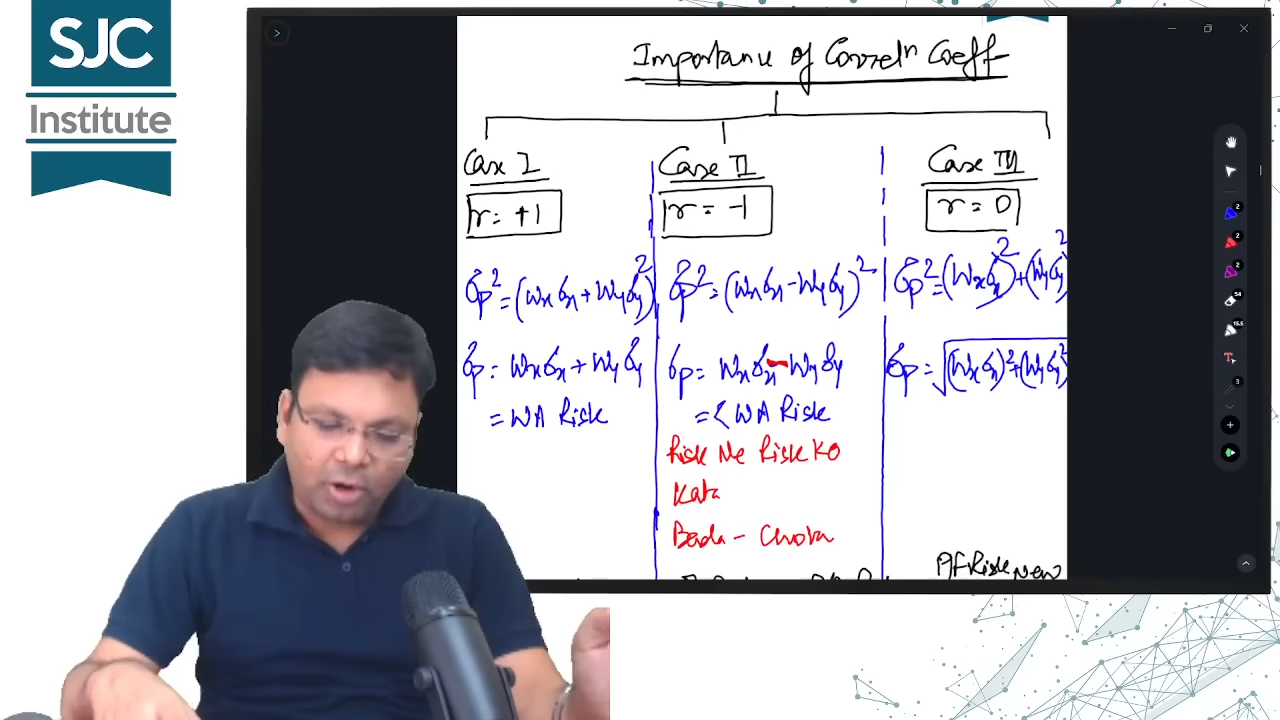 SJC
Institute
Importance of Correlⁿ Coeff
Case I
r = +1
σp² = (Wxσx + Wyσy)²
σp = Wxσx + Wyσy
= WA Risk
Case II
r = -1
σp² = (Wxσx - Wyσy)²
σp = Wxσx - Wyσy
= < WA Risk
Risk Ne Risk KO
Kata
Bada - Chota
Case III
r = 0
σp² = (Wxσx)² + (Wyσy)²
σp = √(Wxσx)² + (Wyσy)²
Pf Risk New